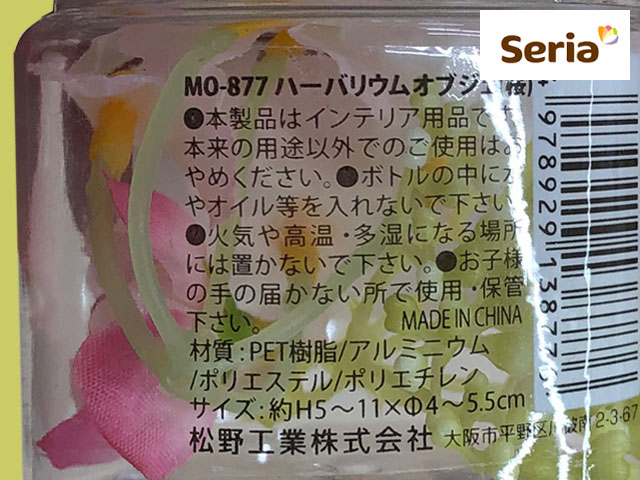 Seria
MO-877 ハーバリウムオブジェ(桜)
●本製品はインテリア用品です
本来の用途以外でのご使用はお
やめください。●ボトルの中に水
やオイル等を入れないで下さい
●火気や高温・多湿になる場所
には置かないで下さい。●お子様
の手の届かない所で使用・保管
下さい。 MADE IN CHINA
材質:PET樹脂/アルミニウム
/ポリエステル/ポリエチレン
サイズ:約H5～11×Φ4～5.5cm
松野工業株式会社 大阪市平野区 南2-3-67